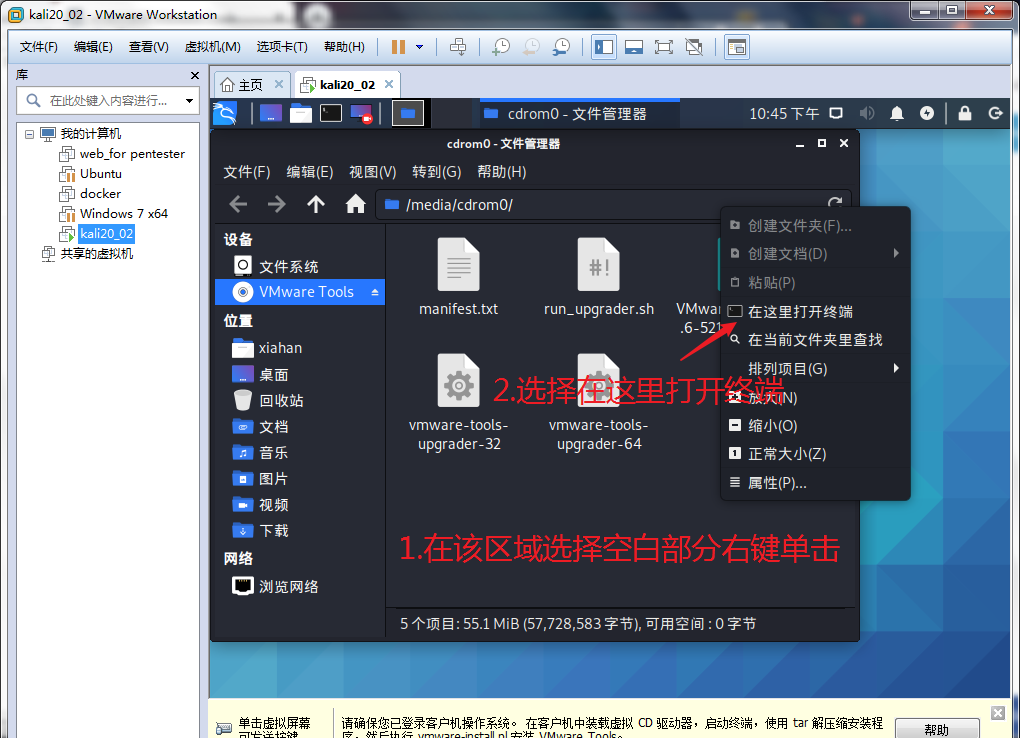 kali20_02 - VMware Workstation
文件(F) 编辑(E) 查看(V) 虚拟机(M) 选项卡(T) 帮助(H)
库
在此处键入内容进行...
主页
kali20_02
我的计算机
web_for pentester
Ubuntu
docker
Windows 7 x64
kali20_02
共享的虚拟机
cdrom0 - 文件管理器
10:45 下午
cdrom0 - 文件管理器
文件(F) 编辑(E) 视图(V) 转到(G) 帮助(H)
/media/cdrom0/
设备
文件系统
VMware Tools
位置
xiahan
桌面
回收站
文档
音乐
图片
视频
下载
网络
浏览网络
manifest.txt
run_upgrader.sh
VMwar
.6-521
vmware-tools-
upgrader-32
vmware-tools-
upgrader-64
创建文件夹(F)...
创建文档(D)
粘贴(P)
在这里打开终端
在当前文件夹里查找
排列项目(G)
放大(N)
缩小(O)
正常大小(Z)
属性(P)...
2.选择在这里打开终端
1.在该区域选择空白部分右键单击
5 个项目: 55.1 MiB (57,728,583 字节), 可用空间 : 0 字节
单击虚拟屏幕
可发送按键
请确保您已登录客户机操作系统。在客户机中装载虚拟 CD 驱动器，启动终端，使用 tar 解压缩安装程
序，然后执行 vmware-install.pl 安装 VMware Tools。
帮助